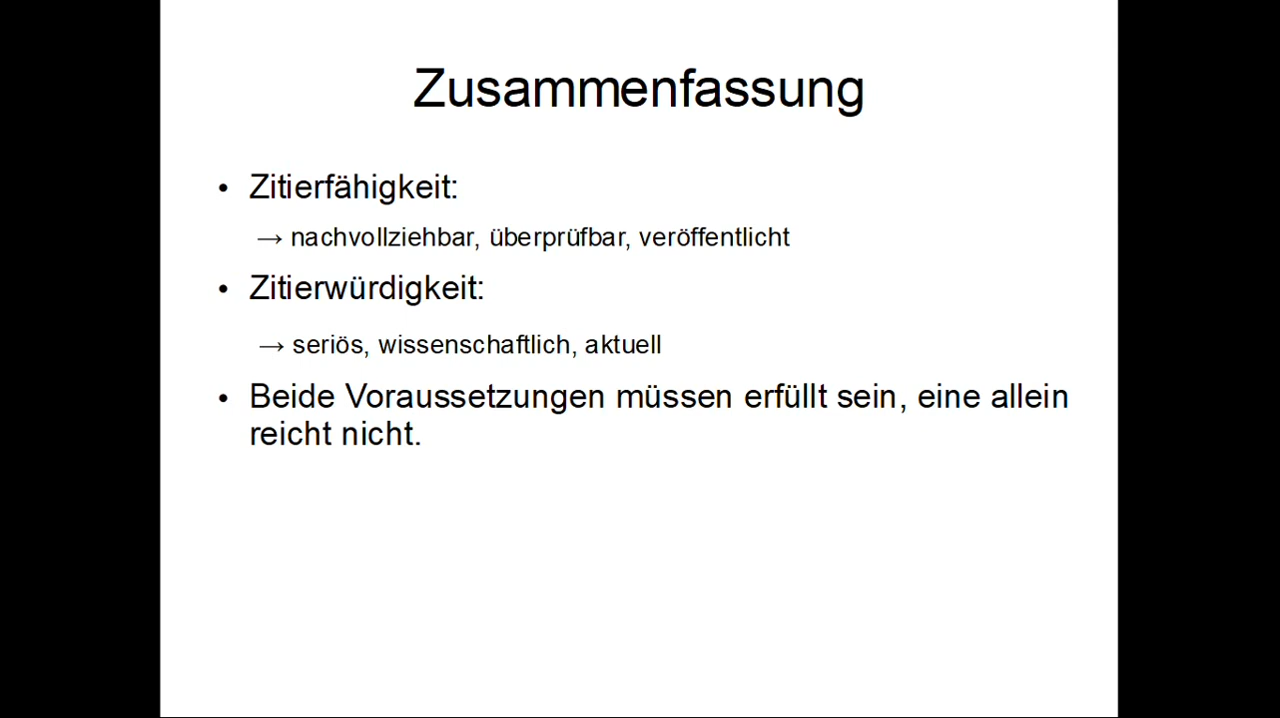 Zusammenfassung
• Zitierfähigkeit:
→ nachvollziehbar, überprüfbar, veröffentlicht
• Zitierwürdigkeit:
→ seriös, wissenschaftlich, aktuell
• Beide Voraussetzungen müssen erfüllt sein, eine allein
reicht nicht.